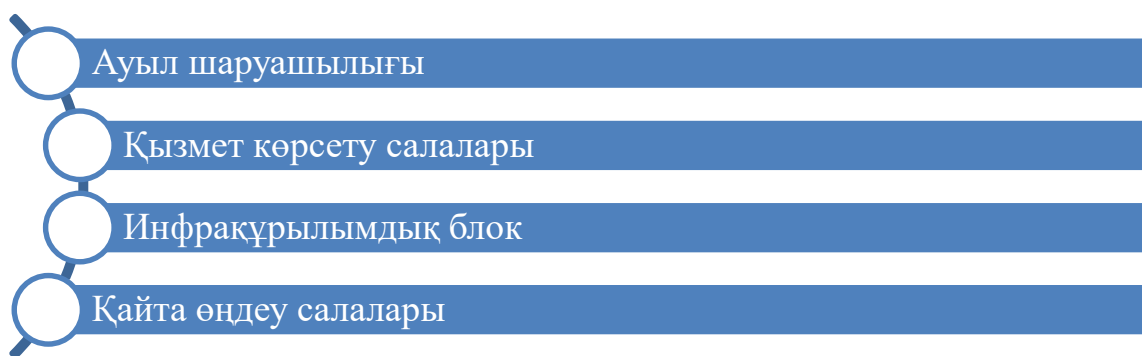 Ауыл шаруашылығы
Қызмет көрсету салалары
Инфрақұрылымдық блок
Қайта өңдеу салалары